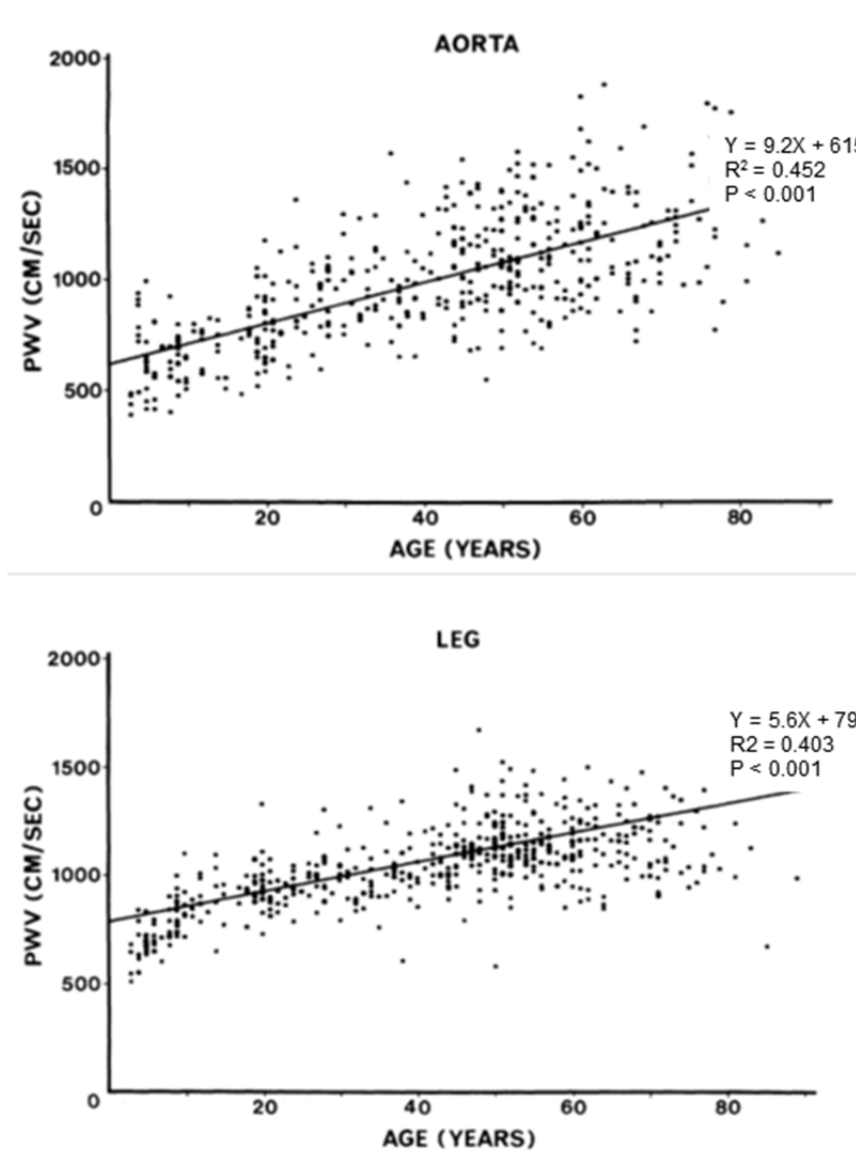 AORTA
2000
1500
1000
500
0
PWV (CM/SEC)
Y = 9.2X + 615
R² = 0.452
P < 0.001
20 40 60 80
AGE (YEARS)
LEG
2000
1500
1000
500
0
PWV (CM/SEC)
Y = 5.6X + 79
R2 = 0.403
P < 0.001
20 40 60 80
AGE (YEARS)